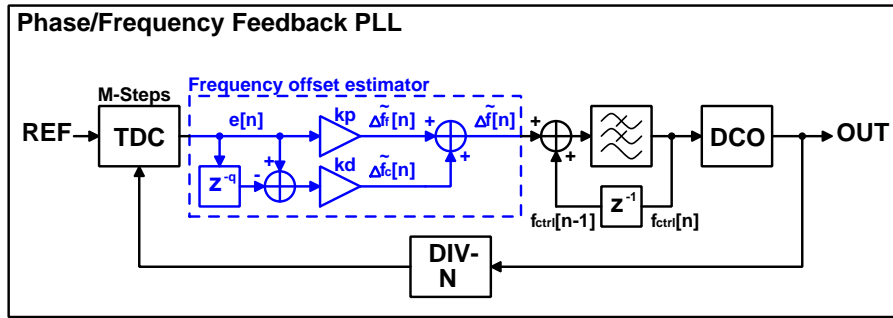 Phase/Frequency Feedback PLL
Frequency offset estimator
M-Steps
REF
TDC
e[n]
kp
Δf̃f[n]
Δf̃[n]
+
+
+
+
+
-
z-q
kd
Δf̃c[n]
DCO
OUT
z-1
fctrl[n-1]
fctrl[n]
DIV-
N